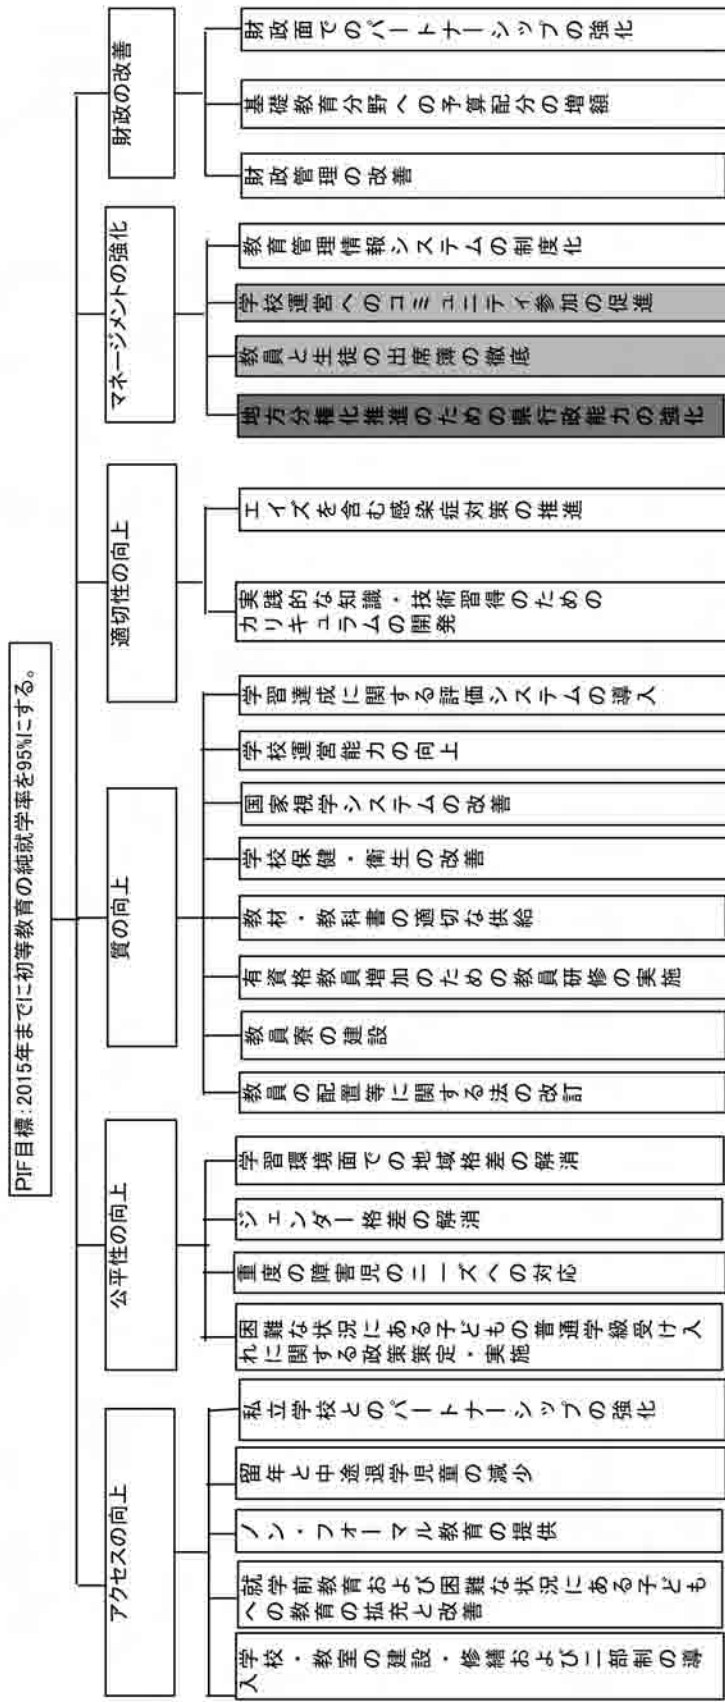 PIF目標：2015年までに初等教育の純就学率を95%にする。
アクセスの向上
学校・教室の建設・修繕および二部制の導
入
就学前教育および困難な状況にある子ども
への教育の拡充と改善
ノン・フォーマル教育の提供
留年と中途退学児童の減少
私立学校とのパートナーシップの強化
公平性の向上
困難な状況にある子どもの普通学級受け入
れに関する政策策定・実施
重度の障害児のニーズへの対応
ジェンダー格差の解消
学習環境面での地域格差の解消
質の向上
教員の配置等に関する法の改訂
教員寮の建設
有資格教員増加のための教員研修の実施
教材・教科書の適切な供給
学校保健・衛生の改善
国家視学システムの改善
学校運営能力の向上
学習達成に関する評価システムの導入
適切性の向上
実践的な知識・技術習得のための
カリキュラムの開発
エイズを含む感染症対策の推進
マネージメントの強化
地方分権化推進のための県行政能力の強化
教員と生徒の出席簿の徹底
学校運営へのコミュニティ参加の促進
教育管理情報システムの制度化
財政の改善
財政管理の改善
基礎教育分野への予算配分の増額
財政面でのパートナーシップの強化